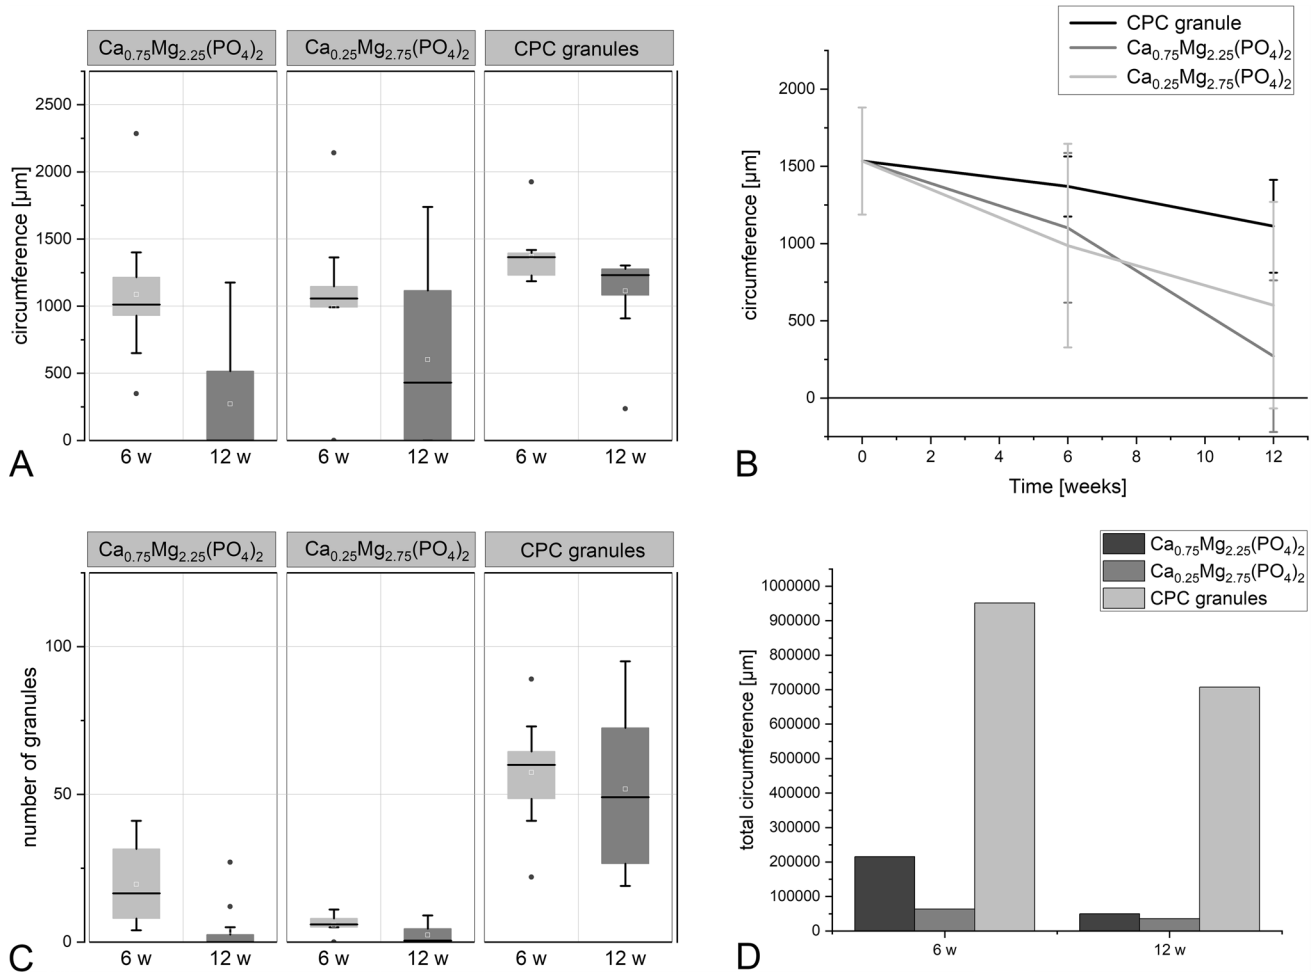 Ca₀.₇₅Mg₂.₂₅(PO₄)₂ Ca₀.₂₅Mg₂.₇₅(PO₄)₂ CPC granules
2500
2000
1500
1000
500
0
circumference [µm]
6 w 12 w 6 w 12 w 6 w 12 w
A
CPC granule
Ca₀.₇₅Mg₂.₂₅(PO₄)₂
Ca₀.₂₅Mg₂.₇₅(PO₄)₂
2000
1500
1000
500
0
circumference [µm]
0 2 4 6 8 10 12
Time [weeks]
B
Ca₀.₇₅Mg₂.₂₅(PO₄)₂ Ca₀.₂₅Mg₂.₇₅(PO₄)₂ CPC granules
100
50
0
number of granules
6 w 12 w 6 w 12 w 6 w 12 w
C
Ca₀.₇₅Mg₂.₂₅(PO₄)₂
Ca₀.₂₅Mg₂.₇₅(PO₄)₂
CPC granules
1000000
900000
800000
700000
600000
500000
400000
300000
200000
100000
0
total circumference [µm]
6 w 12 w
D